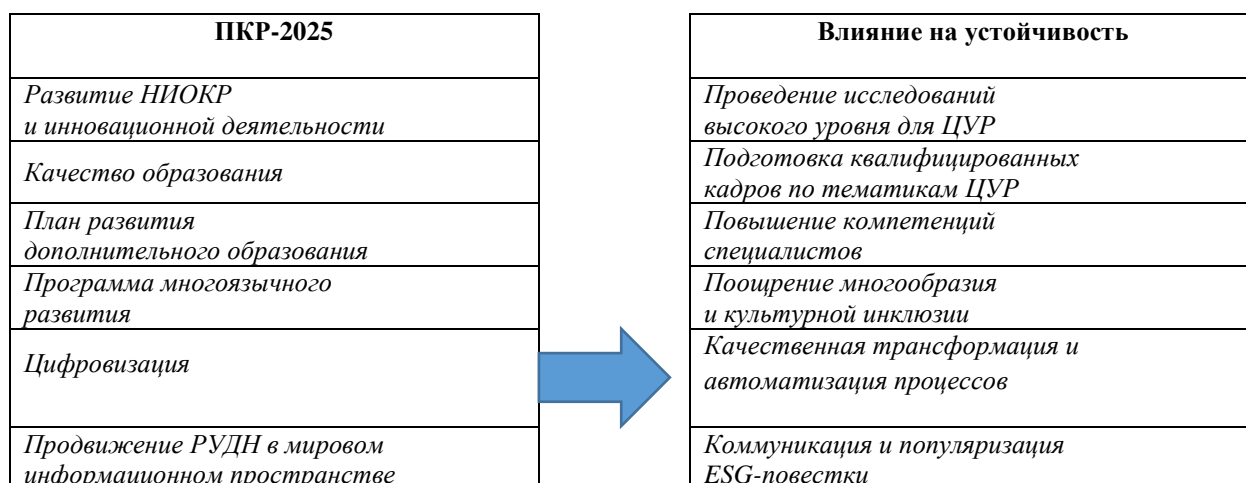 ПКР-2025
Развитие НИОКР
и инновационной деятельности
Качество образования
План развития
дополнительного образования
Программа многоязычного
развития
Цифровизация
Продвижение РУДН в мировом
информационном пространстве
Влияние на устойчивость
Проведение исследований
высокого уровня для ЦУР
Подготовка квалифицированных
кадров по тематикам ЦУР
Повышение компетенций
специалистов
Поощрение многообразия
и культурной инклюзии
Качественная трансформация и
автоматизация процессов
Коммуникация и популяризация
ESG-повестки